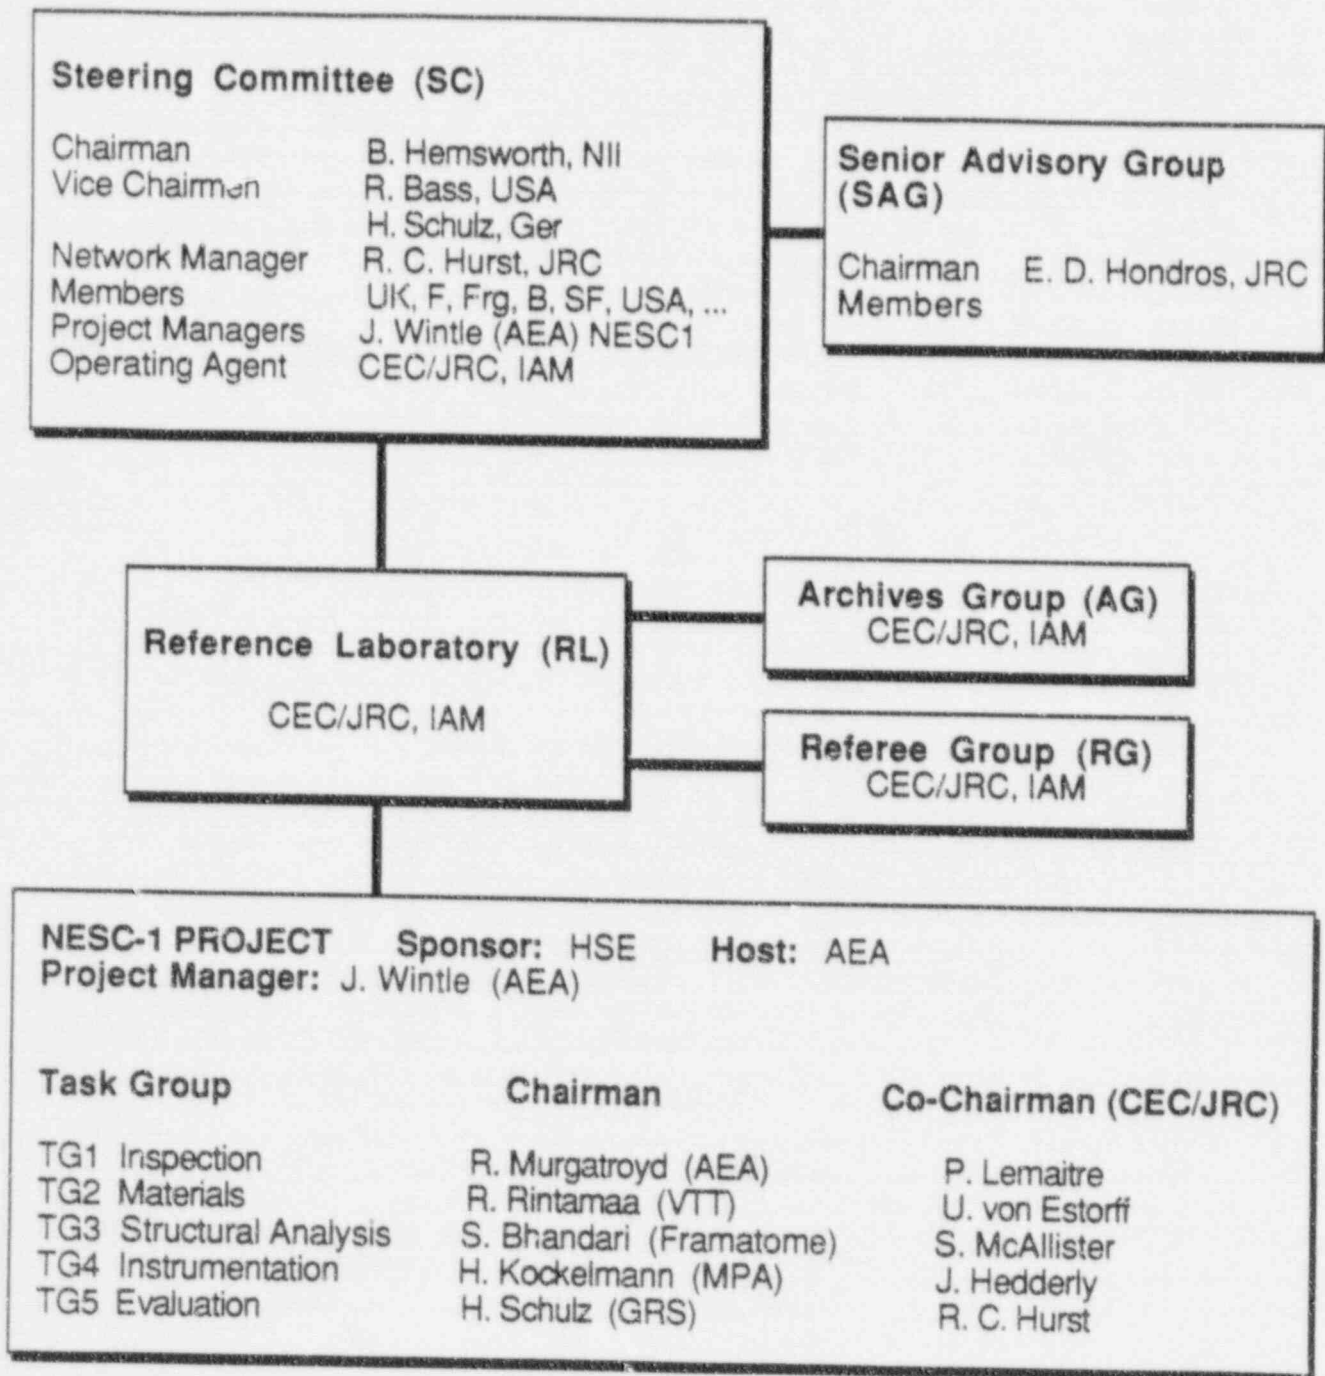 Steering Committee (SC)
Chairman B. Hemsworth, NII
Vice Chairmen R. Bass, USA
H. Schulz, Ger
Network Manager R. C. Hurst, JRC
Members UK, F, Frg, B, SF, USA, ...
Project Managers J. Wintle (AEA) NESC1
Operating Agent CEC/JRC, IAM
Senior Advisory Group
(SAG)
Chairman E. D. Hondros, JRC
Members
Reference Laboratory (RL)
CEC/JRC, IAM
Archives Group (AG)
CEC/JRC, IAM
Referee Group (RG)
CEC/JRC, IAM
NESC-1 PROJECT Sponsor: HSE Host: AEA
Project Manager: J. Wintle (AEA)
Task Group Chairman Co-Chairman (CEC/JRC)
TG1 Inspection R. Murgatroyd (AEA) P. Lemaitre
TG2 Materials R. Rintamaa (VTT) U. von Estorff
TG3 Structural Analysis S. Bhandari (Framatome) S. McAllister
TG4 Instrumentation H. Kockelmann (MPA) J. Hedderly
TG5 Evaluation H. Schulz (GRS) R. C. Hurst